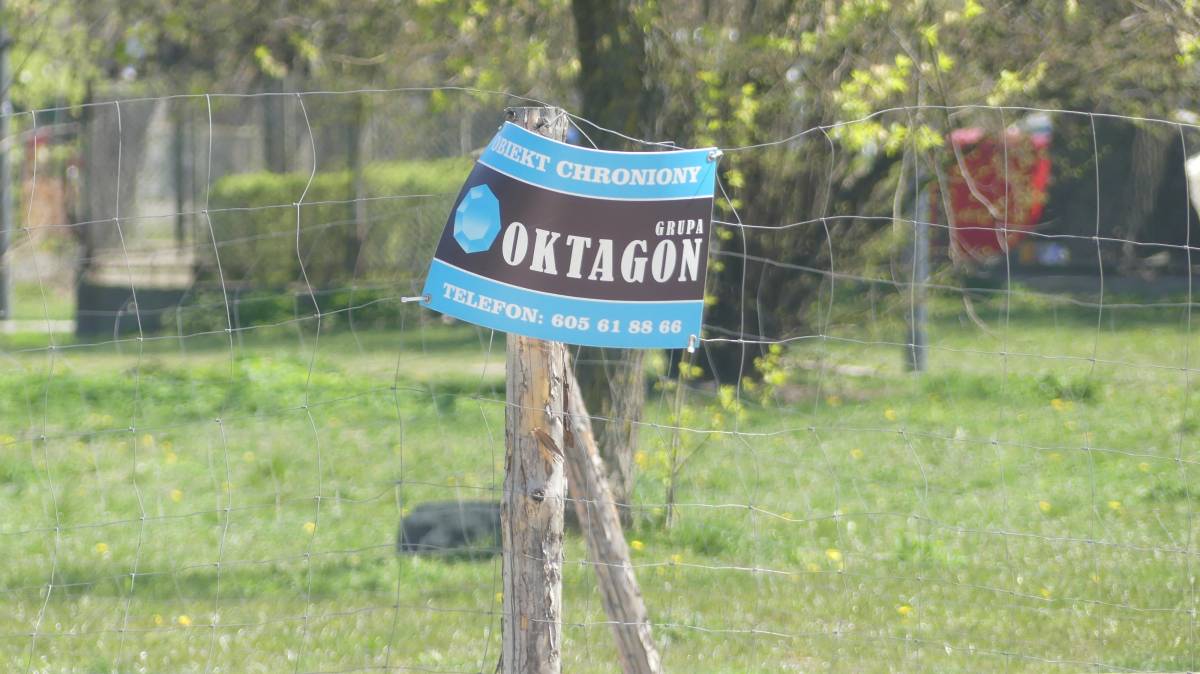 OBIEKT CHRONIONY
GRUPA
OKTAGON
TELEFON: 605 61 88 66